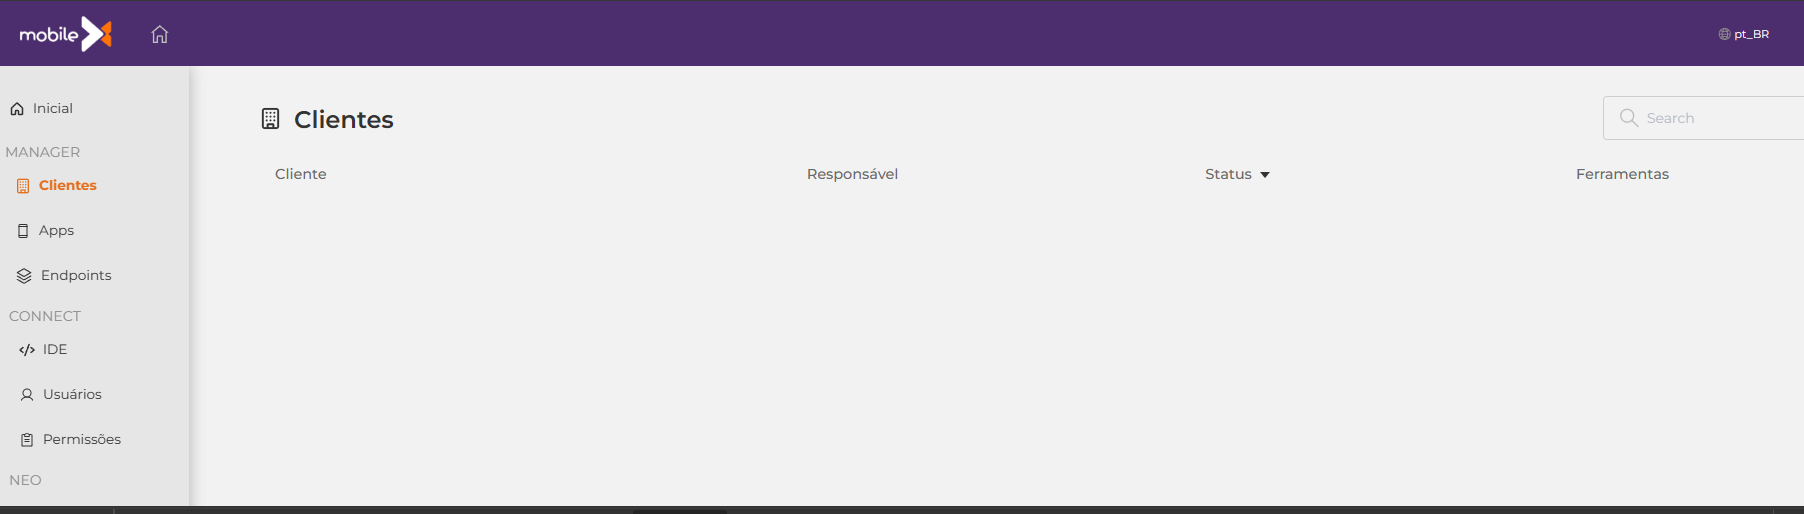 mobile
pt_BR
Inicial
MANAGER
Clientes
Apps
Endpoints
CONNECT
IDE
Usuários
Permissões
NEO
Clientes
Search
Cliente Responsável Status Ferramentas